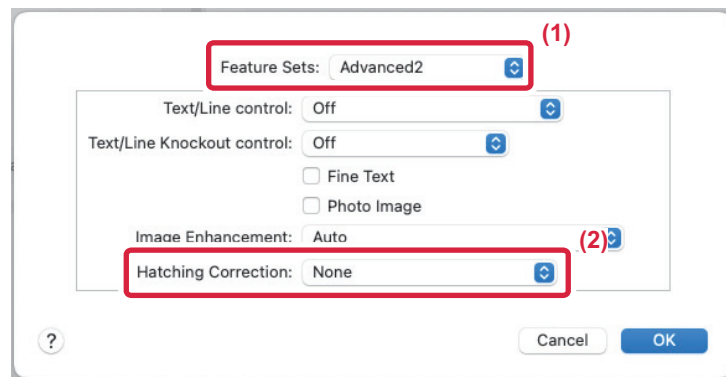 (1)
Feature Sets: Advanced2
Text/Line control: Off
Text/Line Knockout control: Off
Fine Text
Photo Image
Image Enhancement: Auto
(2)
Hatching Correction: None
?
Cancel
OK